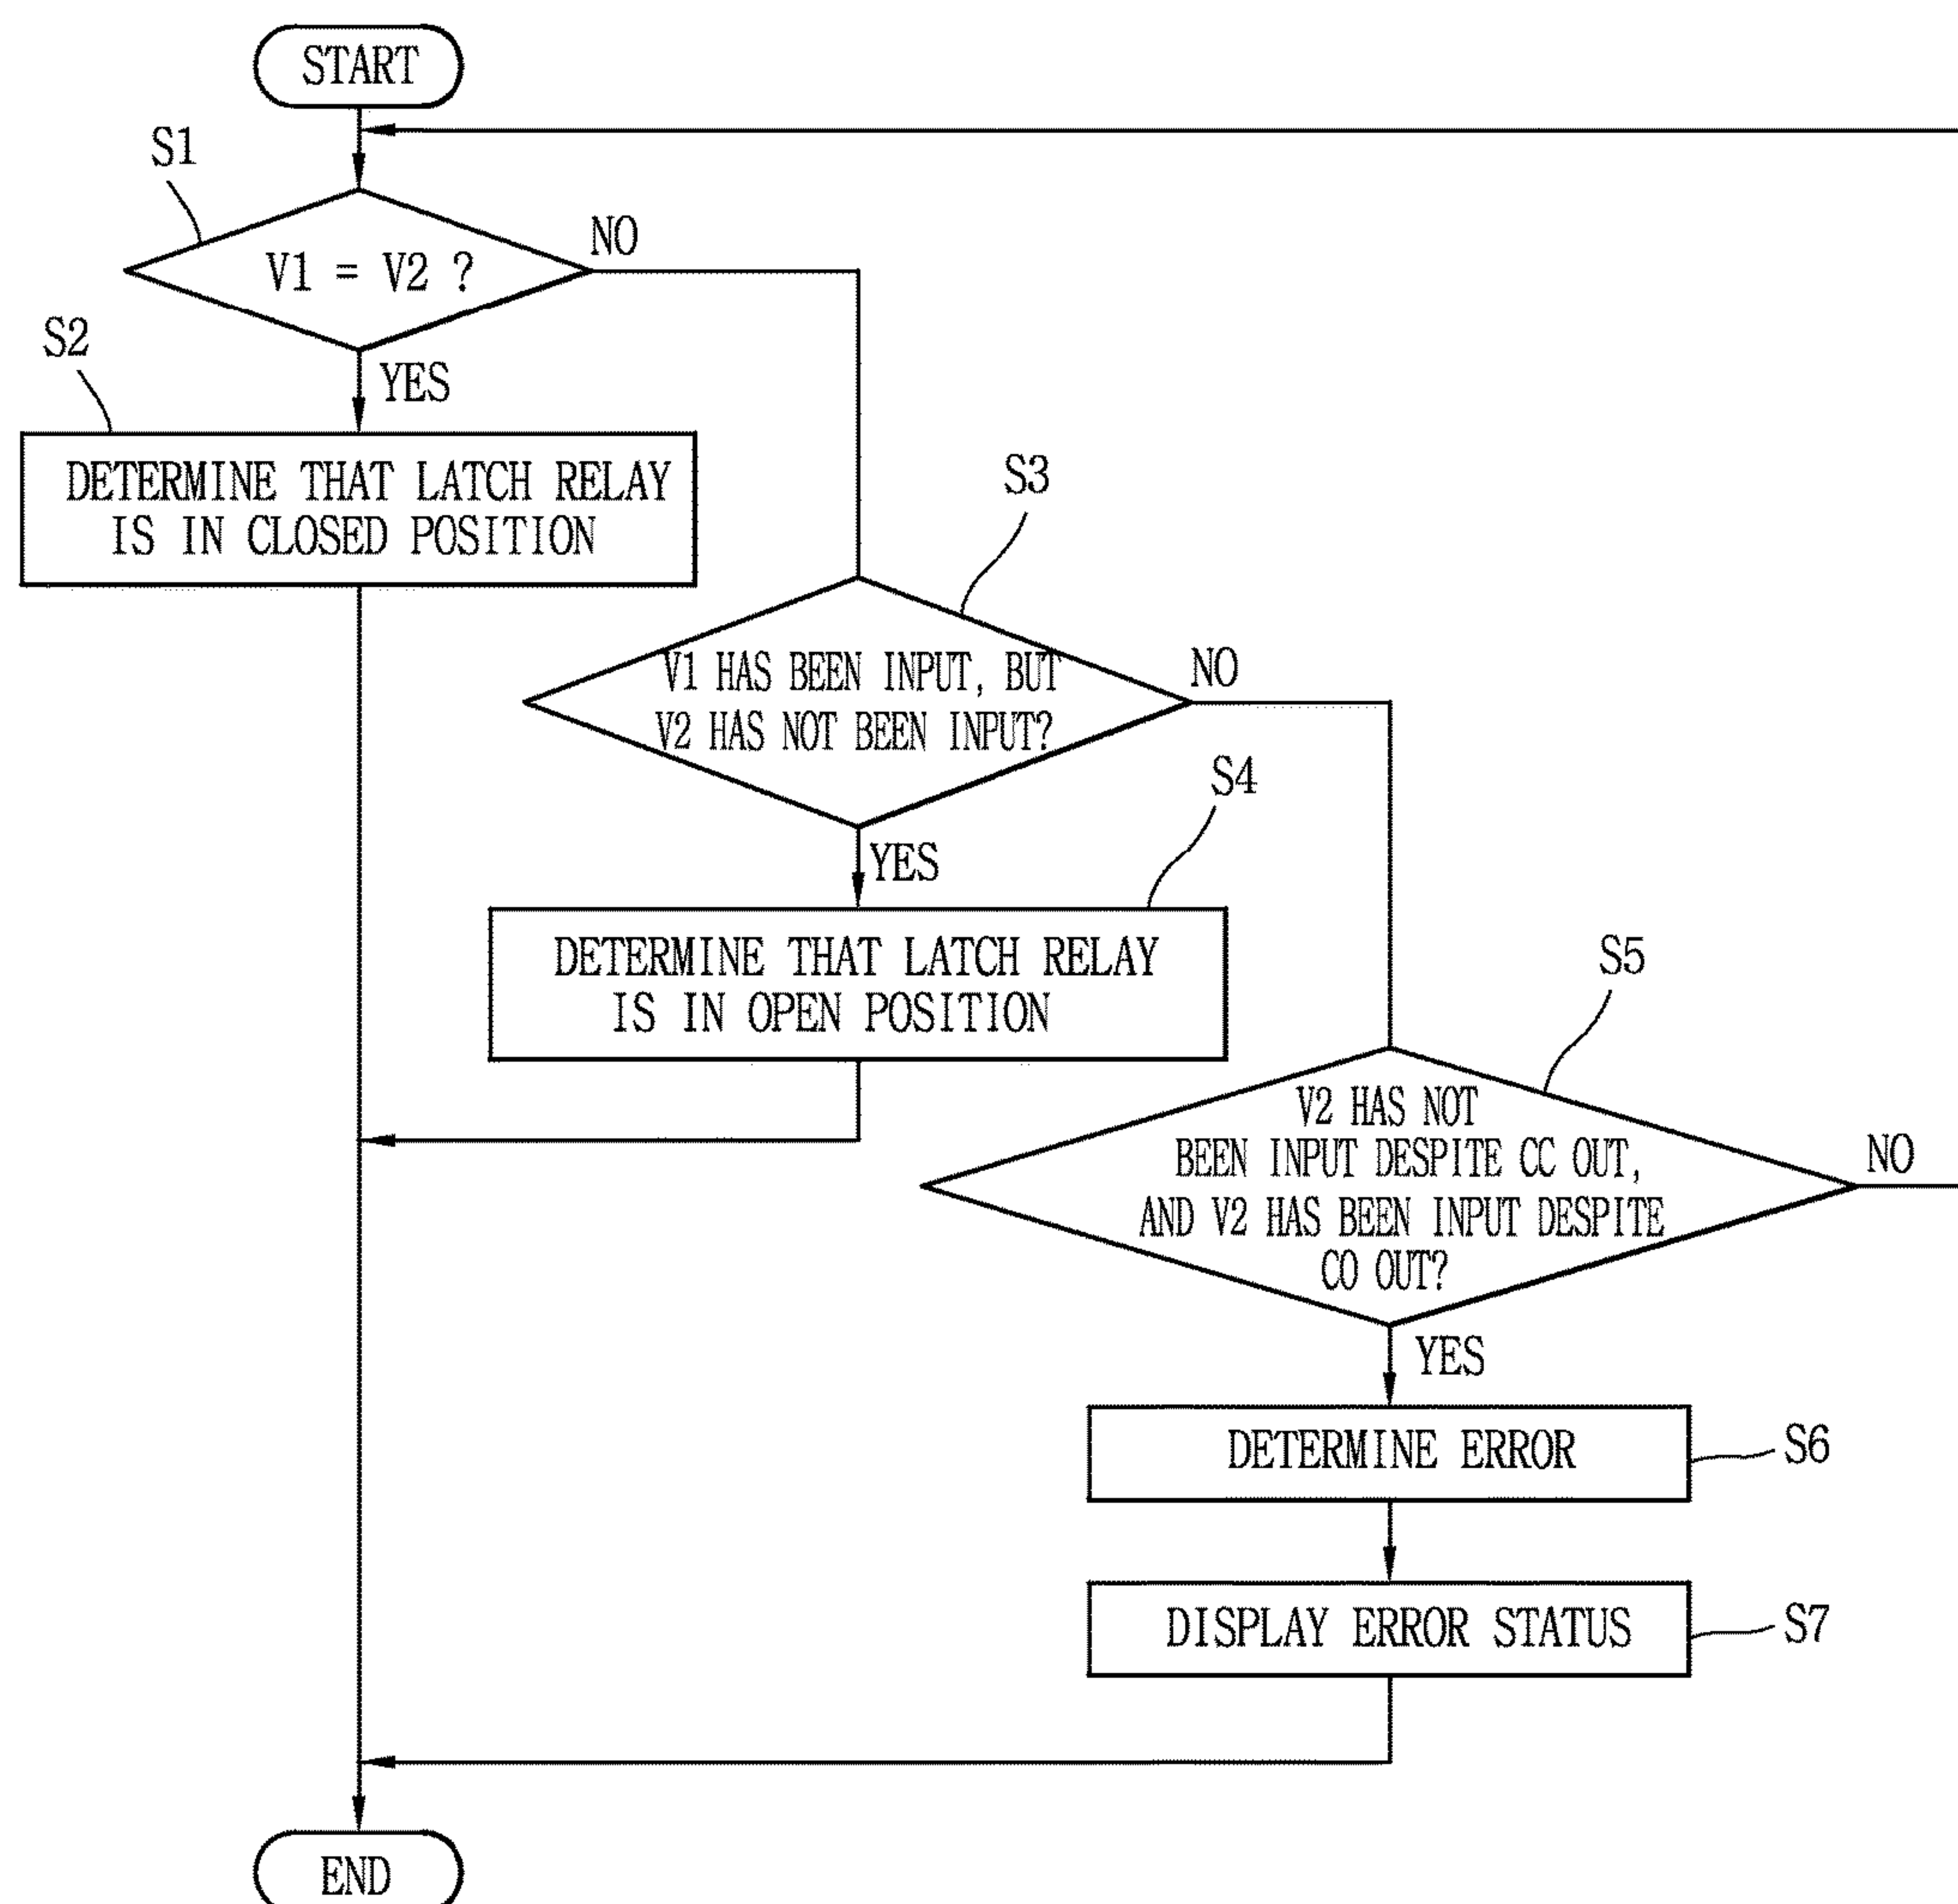 START
S1
V1 = V2 ?
NO
S2
YES
DETERMINE THAT LATCH RELAY
IS IN CLOSED POSITION
S3
V1 HAS BEEN INPUT, BUT
V2 HAS NOT BEEN INPUT?
NO
S4
YES
DETERMINE THAT LATCH RELAY
IS IN OPEN POSITION
S5
V2 HAS NOT
BEEN INPUT DESPITE CC OUT,
AND V2 HAS BEEN INPUT DESPITE
CO OUT?
NO
YES
DETERMINE ERROR
S6
DISPLAY ERROR STATUS
S7
END